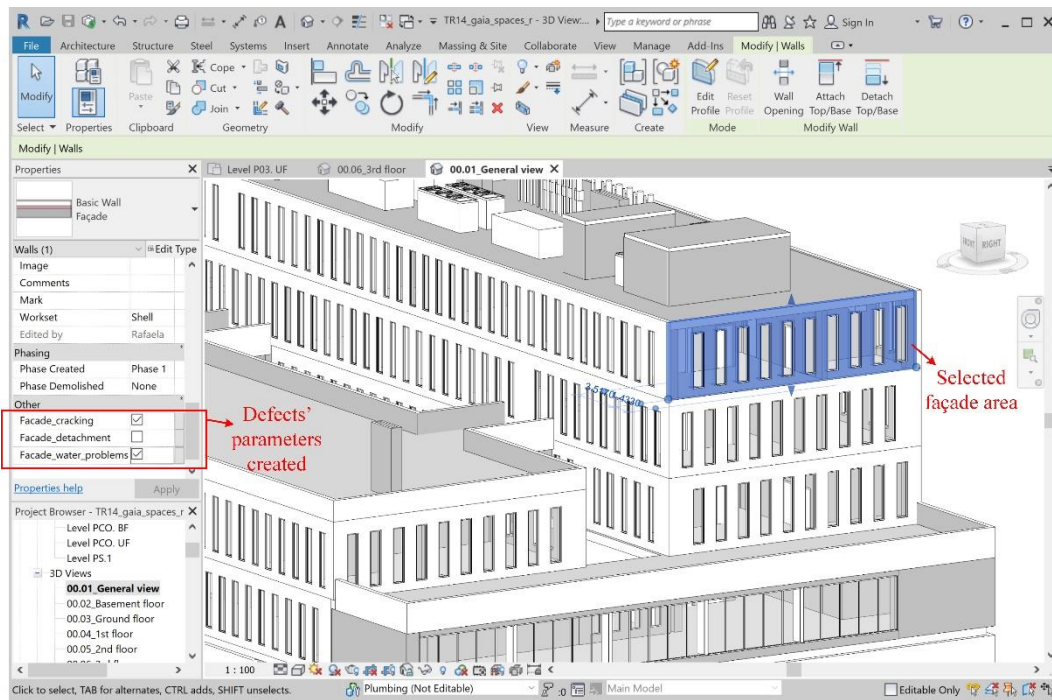 TR14_gaia_spaces_r - 3D View:...
Type a keyword or phrase
Sign In
File Architecture Structure Steel Systems Insert Annotate Analyze Massing & Site Collaborate View Manage Add-Ins Modify | Walls
Modify
Paste
Cope
Cut
Join
Edit Profile
Reset Profile
Wall Opening
Attach Top/Base
Detach Top/Base
Select Properties Clipboard Geometry Modify View Measure Create Mode Modify Wall
Modify | Walls
Properties
Level P03. UF
00.06_3rd floor
00.01_General view
Basic Wall
Façade
Walls (1)
Edit Type
Image
Comments
Mark
Workset Shell
Edited by Rafaela
Phasing
Phase Created Phase 1
Phase Demolished None
Other
Facade_cracking
Facade_detachment
Facade_water_problems
Properties help
Apply
Defects'
parameters
created
Selected
façade area
FRONT
RIGHT
Project Browser - TR14_gaia_spaces_r
Level PCO. BF
Level PCO. UF
Level PS.1
3D Views
00.01_General view
00.02_Basement floor
00.03_Ground floor
00.04_1st floor
00.05_2nd floor
1 : 100
Click to select, TAB for alternates, CTRL adds, SHIFT unselects.
Plumbing (Not Editable)
:0
Main Model
Editable Only